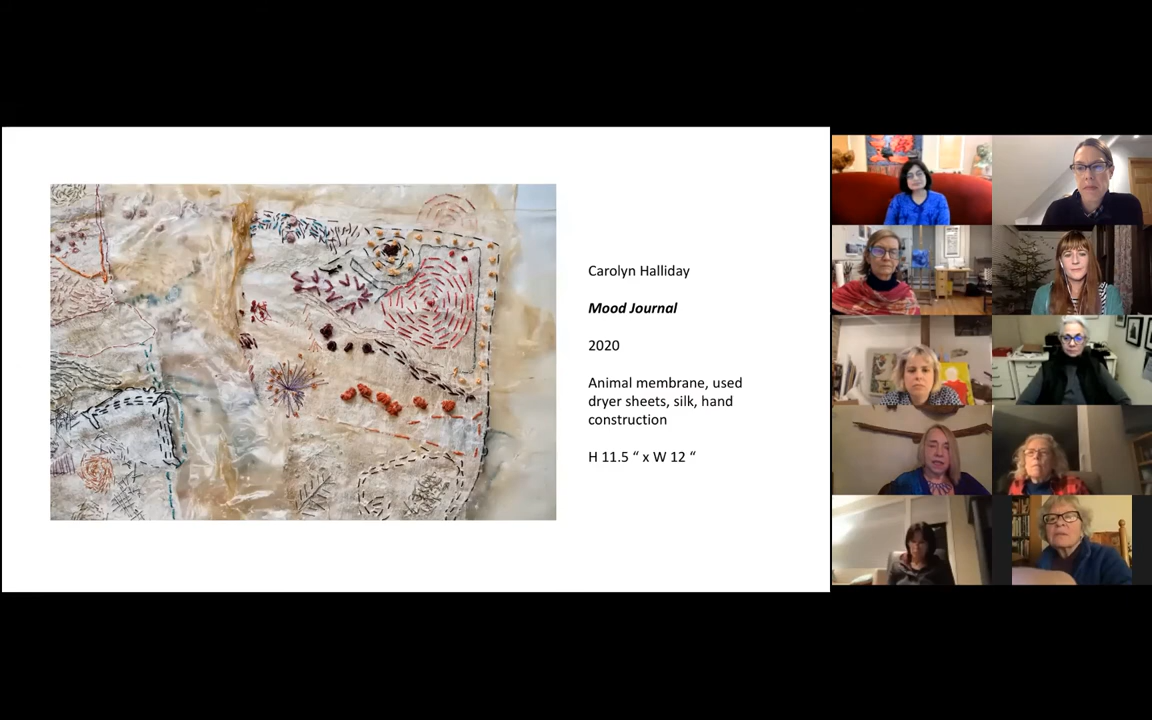 Carolyn Halliday
Mood Journal
2020
Animal membrane, used
dryer sheets, silk, hand
construction
H 11.5 “ x W 12 “